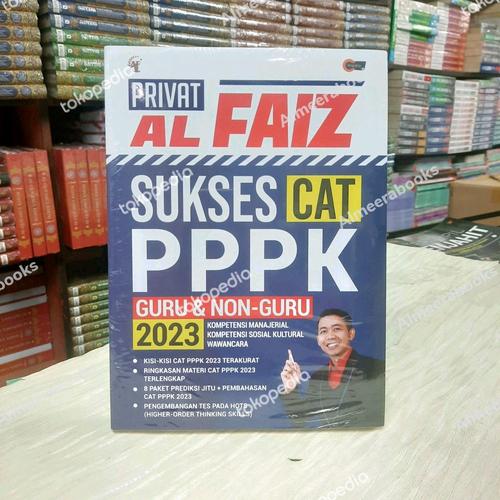 PRIVAT
AL FAIZ
SUKSES CAT
PPPK
GURU & NON-GURU
2023
KOMPETENSI MANAJERIAL
KOMPETENSI SOSIAL KULTURAL
WAWANCARA
• KISI-KISI CAT PPPK 2023 TERAKURAT
• RINGKASAN MATERI CAT PPPK 2023
TERLENGKAP
• 8 PAKET PREDIKSI JITU + PEMBAHASAN
CAT PPPK 2023
• PENGEMBANGAN TES PADA HOTS
(HIGHER-ORDER THINKING SKILLS)
tokopedia
Almeerabooks